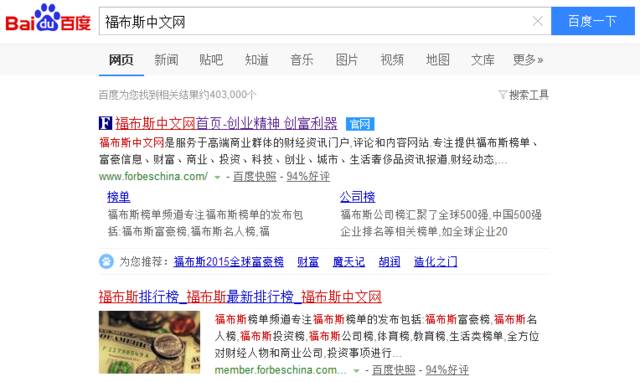 Bai du 百度
福布斯中文网
百度一下
网页 新闻 贴吧 知道 音乐 图片 视频 地图 文库 更多»
百度为您找到相关结果约403,000个
搜索工具
F 福布斯中文网首页-创业精神 创富利器 官网
福布斯中文网是服务于高端商业群体的财经资讯门户,评论和内容网站.专注提供福布斯榜单、
富豪信息、财富、商业、投资、科技、创业、城市、生活奢侈品资讯报道,财经动态,...
www.forbeschina.com/ - 百度快照 - 94%好评
榜单 公司榜
福布斯榜单频道专注福布斯榜单的发布包 福布斯公司榜汇聚了全球500强,中国500强
括:福布斯富豪榜,福布斯名人榜,福 企业排名等相关榜单,如全球企业20
为您推荐: 福布斯2015全球富豪榜 财富 魔天记 胡润 造化之门
福布斯排行榜_福布斯最新排行榜_福布斯中文网
福布斯榜单频道专注福布斯榜单的发布包括:福布斯富豪榜,福布斯名
人榜,福布斯投资榜,福布斯公司榜,体育榜,教育榜,生活类榜单,全方位
对财经人物和商业公司,投资事项进行...
member.forbeschina.com... - 百度快照 - 94%好评